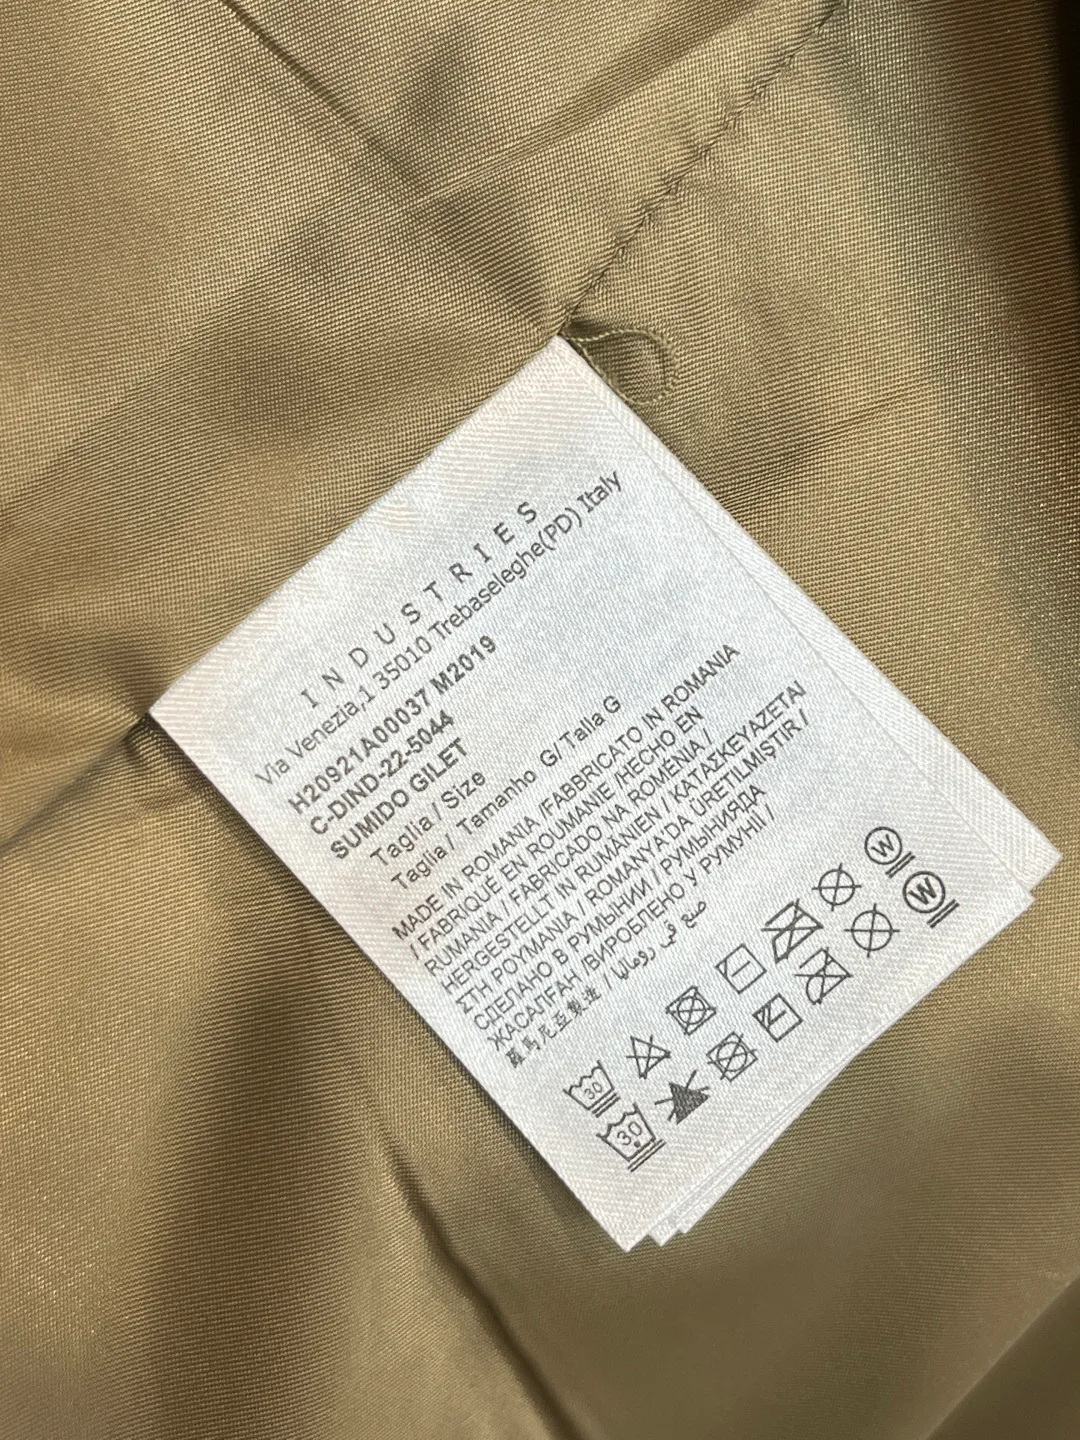 INDUSTRIES
Via Venezia,1 35010 Trebaseleghe(PD) Italy
H20921A00037 M2019
C-DIND-22-5044
SUMIDO GILET
Taglia / Size
Taglia / Tamanho G/ Talla G
MADE IN ROMANIA /FABBRICATO IN ROMANIA
/ FABRIQUÉ EN ROUMANIE /HECHO EN
RUMANIA / FABRICADO NA ROMÉNIA /
HERGESTELLT IN RUMÄNIEN / ΚΑΤΑΣΚΕΥΑΖΕΤΑΙ
ΣΤΗ ΡΟΥΜΑΝΙΑ / ROMANYA'DA ÜRETİLMİŞTİR /
СДЕЛАНО В РУМЫНИИ / РУМЫНИЯДА
ЖАСАЛҒАН /ВИРОБЛЕНО У РУМУНІЇ /
羅馬尼亞製造 / صنع في رومانيا
30 W
30 W